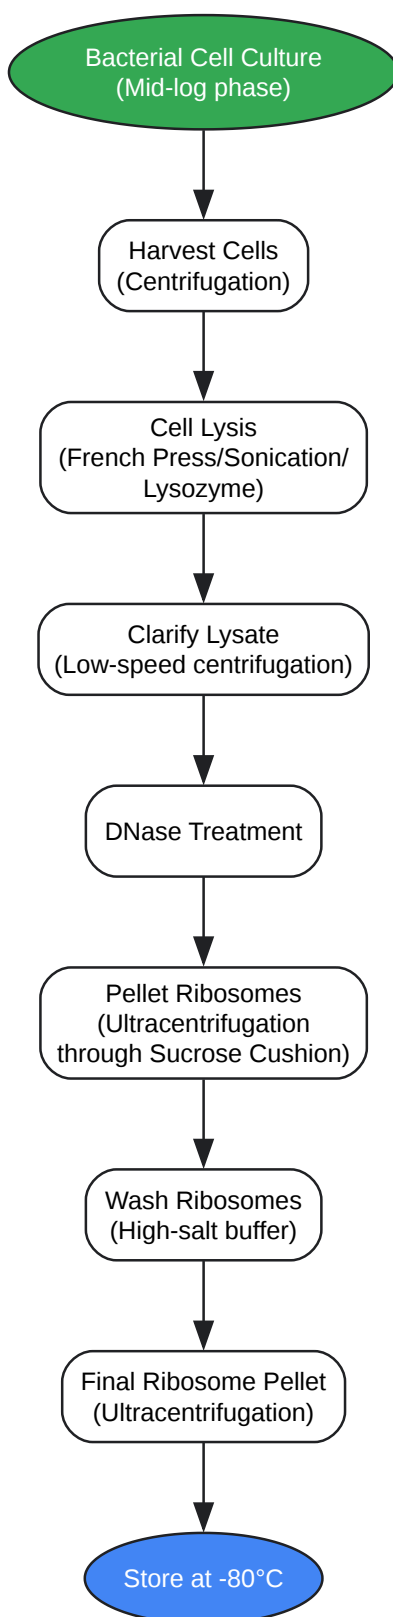 Bacterial Cell Culture
(Mid-log phase)
Harvest Cells
(Centrifugation)
Cell Lysis
(French Press/Sonication/
Lysozyme)
Clarify Lysate
(Low-speed centrifugation)
DNase Treatment
Pellet Ribosomes
(Ultracentrifugation
through Sucrose Cushion)
Wash Ribosomes
(High-salt buffer)
Final Ribosome Pellet
(Ultracentrifugation)
Store at -80°C